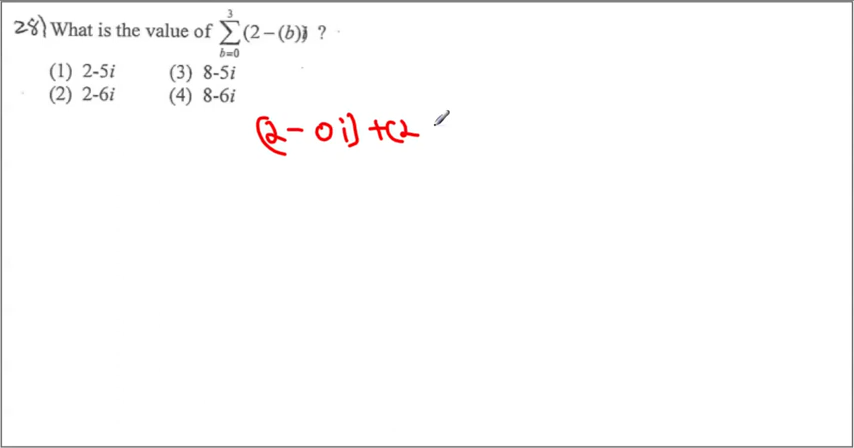 28) What is the value of 3 ∑ b=0 (2 – (b)i) ?
(1) 2-5i (3) 8-5i
(2) 2-6i (4) 8-6i
(2 - 0i) + (2